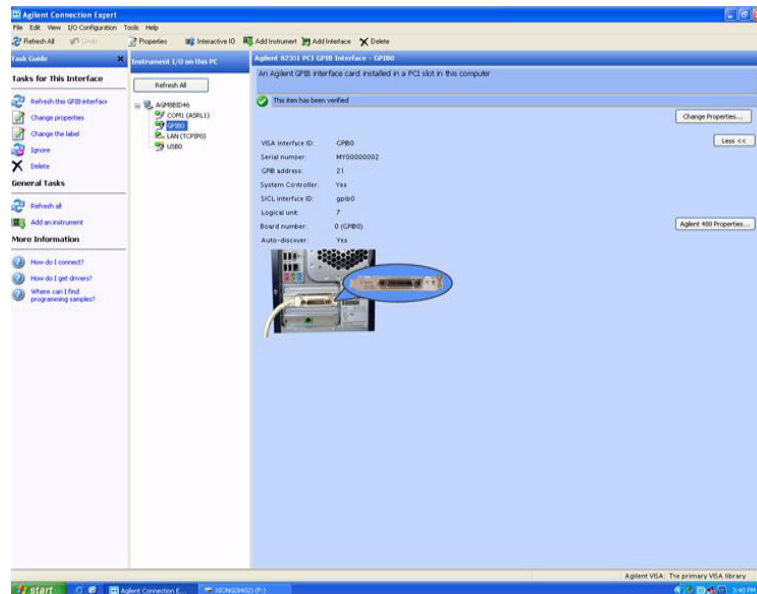 Agilent Connection Expert
File Edit View I/O Configuration Tools Help
Refresh All Undo Properties Interactive IO Add Instrument Add Interface Delete
Task Guide
Tasks for This Interface
Refresh this GPIB interface
Change properties
Change the label
Ignore
Delete
General Tasks
Refresh all
Add an instrument
More Information
How do I connect?
How do I get drivers?
Where can I find
programming samples?
Instrument I/O on this PC
Refresh All
COM1 (ASRL1)
GPIB0
LAN (TCPIP0)
USB0
Agilent 82351 PCI GPIB Interface - GPIB0
An Agilent GPIB interface card installed in a PCI slot in this computer
This item has been verified
Change Properties...
Less <<
VISA interface ID: GPIB0
Serial number: MY00000002
GPIB address: 21
System Controller: Yes
SICL interface ID: gpib0
Logical unit: 7
Board number: 0 (GPIB0)
Auto-discover: Yes
Agilent 488 Properties...
Agilent VISA: The primary VISA library
start
Agilent Connection E...
3:40 PM